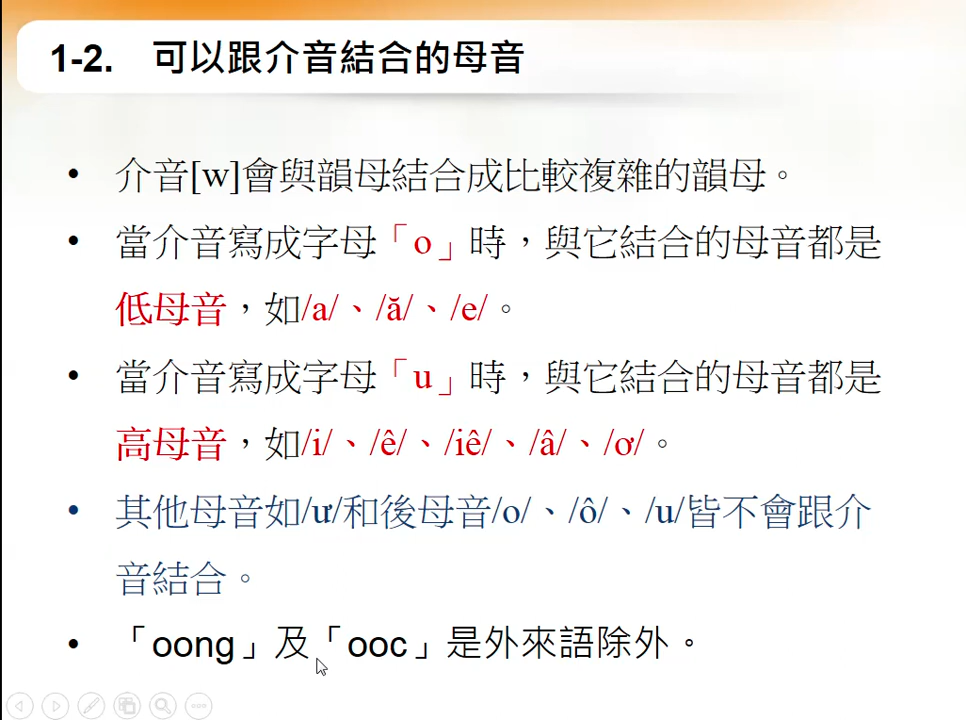 1-2. 可以跟介音結合的母音
• 介音[w]會與韻母結合成比較複雜的韻母。
• 當介音寫成字母「o」時，與它結合的母音都是
低母音，如/a/、/ă/、/e/。
• 當介音寫成字母「u」時，與它結合的母音都是
高母音，如/i/、/ê/、/iê/、/â/、/ơ/。
• 其他母音如/ư/和後母音/o/、/ô/、/u/皆不會跟介
音結合。
• 「oong」及「ooc」是外來語除外。